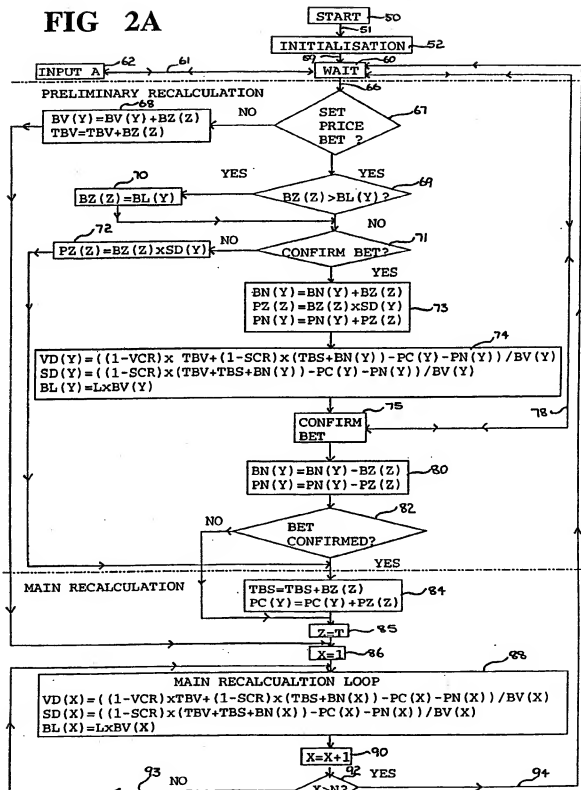 FIG 2A
START
50
51
INITIALISATION
52
59
WAIT
60
INPUT A
62
61
66
PRELIMINARY RECALCULATION
68
BV(Y)=BV(Y)+BZ(Z)
TBV=TBV+BZ(Z)
NO
SET
PRICE
BET ?
67
YES
YES
70
BZ(Z)=BL(Y)
BZ(Z)>BL(Y)?
69
NO
72
PZ(Z)=BZ(Z)xSD(Y)
NO
CONFIRM BET?
71
YES
BN(Y)=BN(Y)+BZ(Z)
PZ(Z)=BZ(Z)xSD(Y)
PN(Y)=PN(Y)+PZ(Z)
73
74
VD(Y)=((1-VCR)x TBV+(1-SCR)x(TBS+BN(Y))-PC(Y)-PN(Y))/BV(Y)
SD(Y)=((1-SCR)x(TBV+TBS+BN(Y))-PC(Y)-PN(Y))/BV(Y)
BL(Y)=LxBV(Y)
75
CONFIRM
BET
78
BN(Y)=BN(Y)-BZ(Z)
PN(Y)=PN(Y)-PZ(Z)
80
82
NO
BET
CONFIRMED?
YES
MAIN RECALCULATION
TBS=TBS+BZ(Z)
PC(Y)=PC(Y)+PZ(Z)
84
Z=T
85
X=1
86
88
MAIN RECALCUALTION LOOP
VD(X)=((1-VCR)xTBV+(1-SCR)x(TBS+BN(X))-PC(X)-PN(X))/BV(X)
SD(X)=((1-SCR)x(TBV+TBS+BN(X))-PC(X)-PN(X))/BV(X)
BL(X)=LxBV(X)
X=X+1
90
93
NO
92
YES
94
X>N?